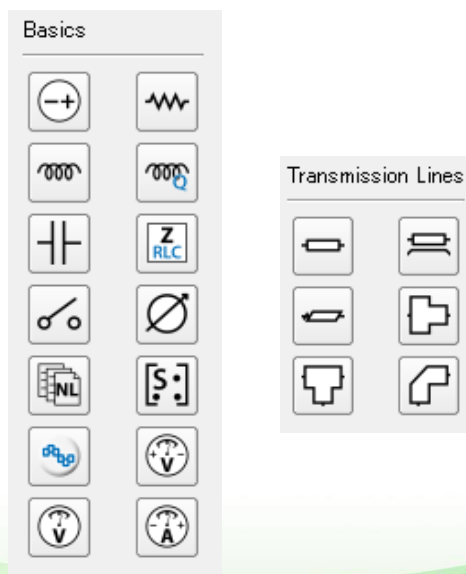 Basics
Transmission Lines
- +
Q
Z
RLC
NL
S
+ -
V
V
- +
A